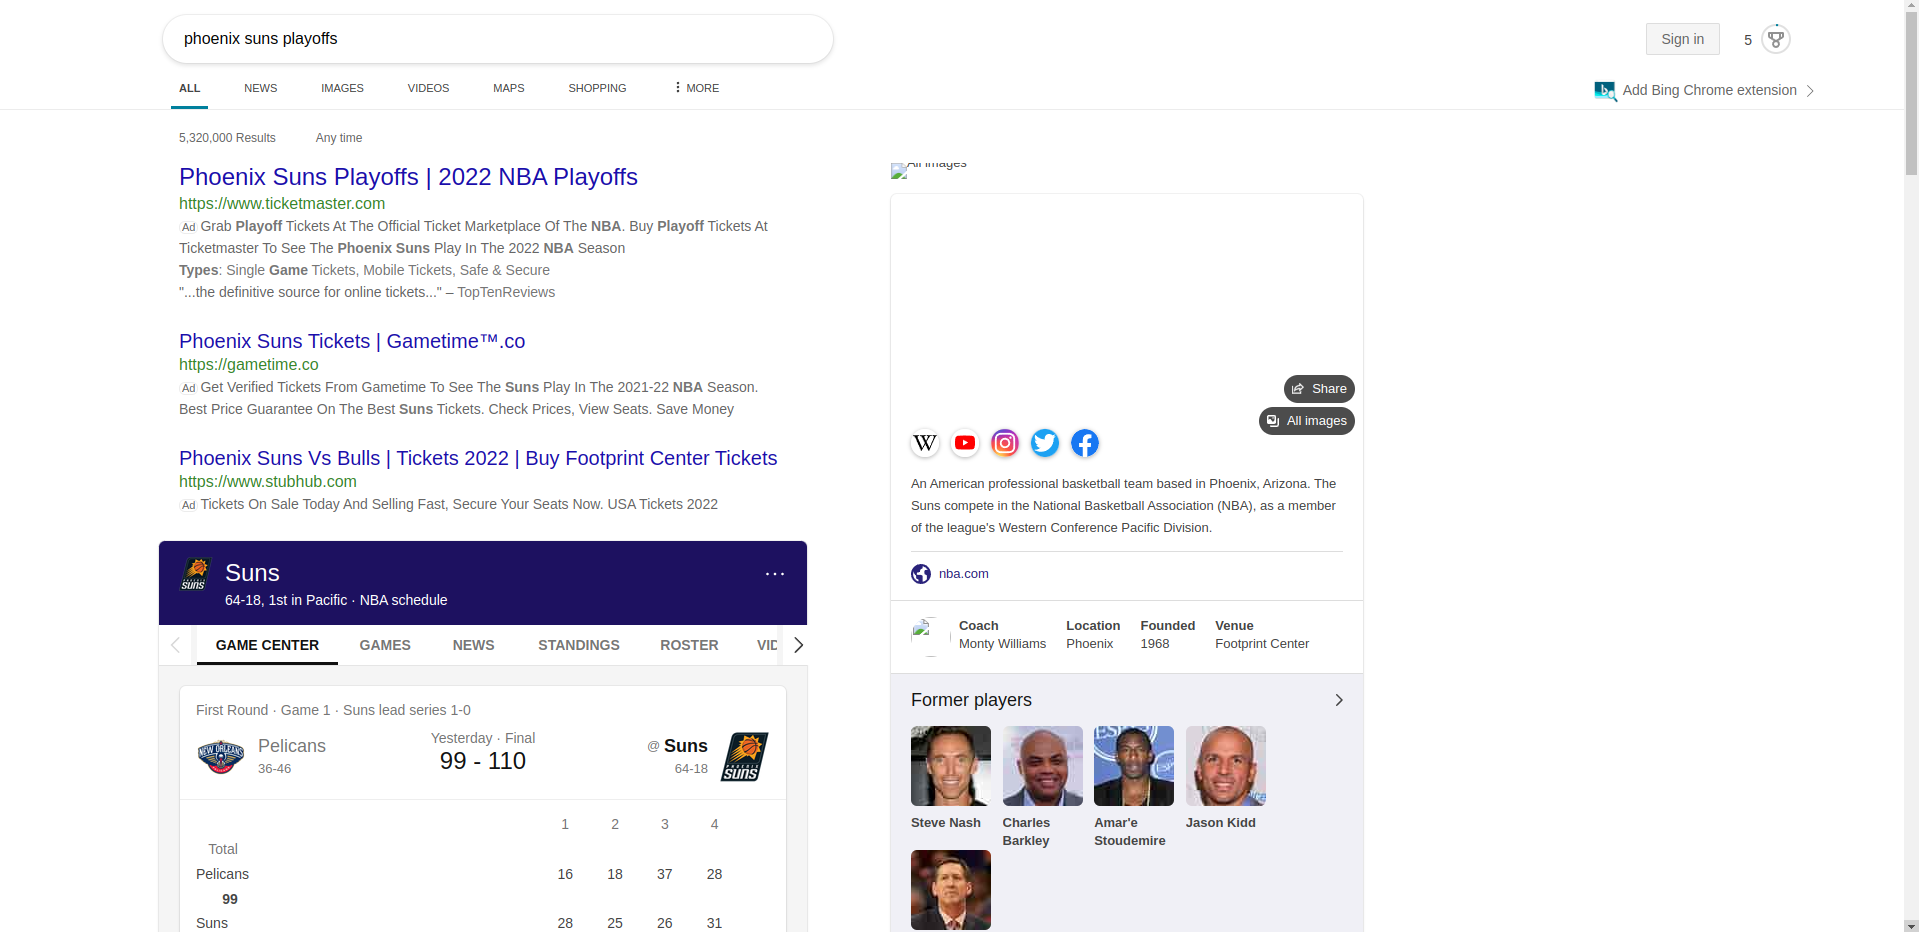 phoenix suns playoffs
Sign in
5
ALL
NEWS
IMAGES
VIDEOS
MAPS
SHOPPING
MORE
Add Bing Chrome extension
5,320,000 Results
Any time
Phoenix Suns Playoffs | 2022 NBA Playoffs
https://www.ticketmaster.com
Ad Grab Playoff Tickets At The Official Ticket Marketplace Of The NBA. Buy Playoff Tickets At
Ticketmaster To See The Phoenix Suns Play In The 2022 NBA Season
Types: Single Game Tickets, Mobile Tickets, Safe & Secure
"...the definitive source for online tickets..." – TopTenReviews
Phoenix Suns Tickets | Gametime™.co
https://gametime.co
Ad Get Verified Tickets From Gametime To See The Suns Play In The 2021-22 NBA Season.
Best Price Guarantee On The Best Suns Tickets. Check Prices, View Seats. Save Money
Phoenix Suns Vs Bulls | Tickets 2022 | Buy Footprint Center Tickets
https://www.stubhub.com
Ad Tickets On Sale Today And Selling Fast, Secure Your Seats Now. USA Tickets 2022
SUNS
Suns
64-18, 1st in Pacific · NBA schedule
GAME CENTER
GAMES
NEWS
STANDINGS
ROSTER
VID
First Round · Game 1 · Suns lead series 1-0
NEW ORLEANS
Pelicans
36-46
Yesterday · Final
99 - 110
@ Suns
64-18
PHOENIX
SUNS
1 2 3 4
Total
Pelicans 16 18 37 28
99
Suns 28 25 26 31
All images
Share
All images
W
An American professional basketball team based in Phoenix, Arizona. The
Suns compete in the National Basketball Association (NBA), as a member
of the league's Western Conference Pacific Division.
nba.com
Coach
Monty Williams
Location
Phoenix
Founded
1968
Venue
Footprint Center
Former players
Steve Nash
Charles
Barkley
Amar'e
Stoudemire
Jason Kidd